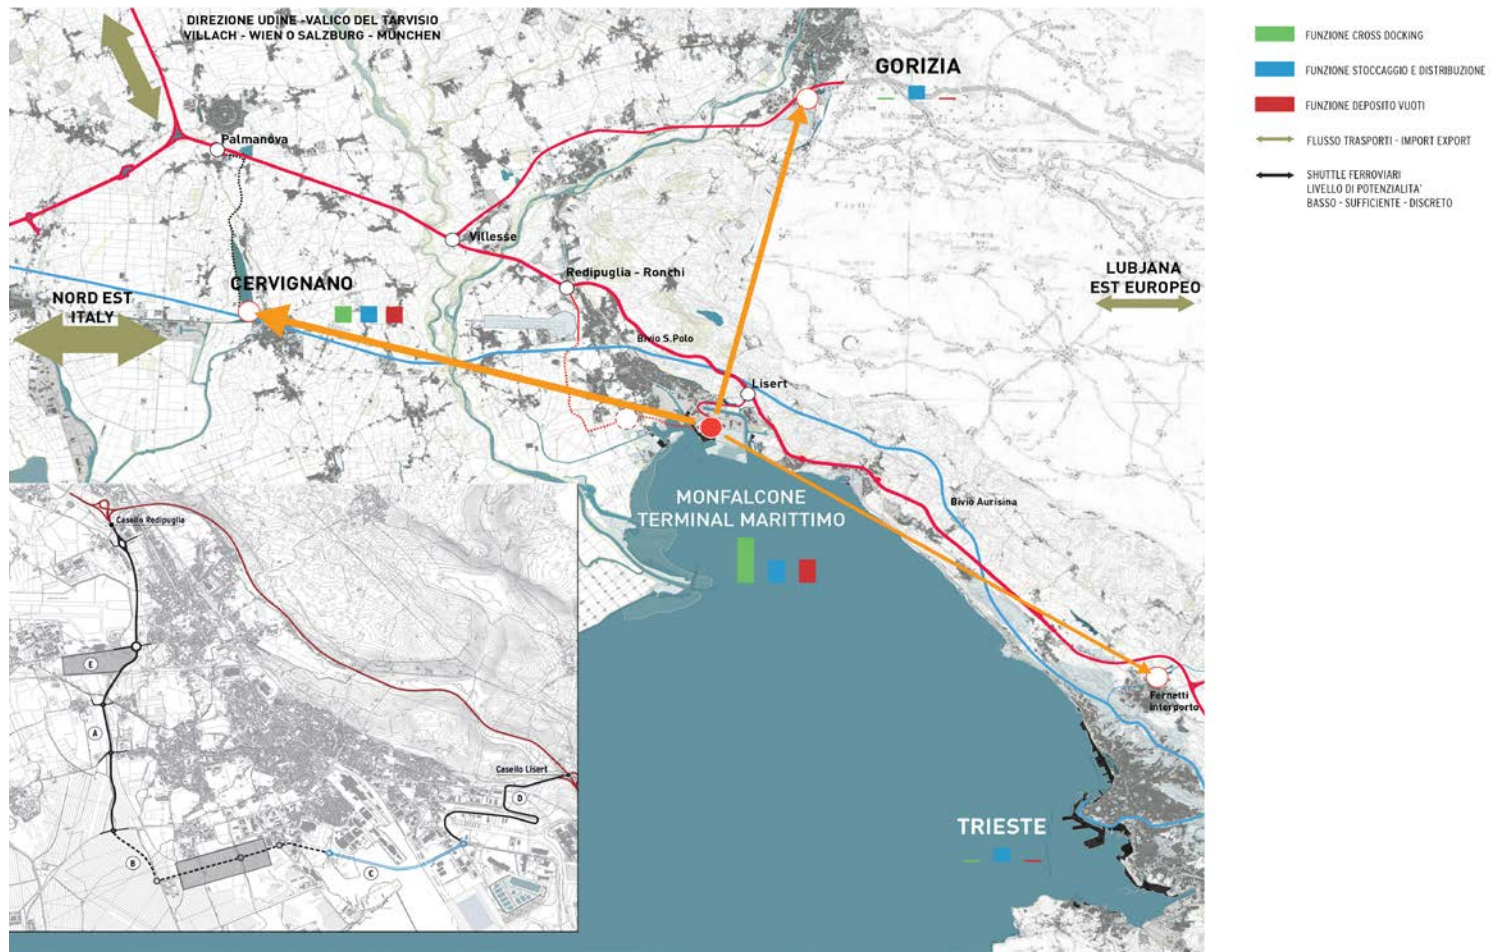 DIREZIONE UDINE -VALICO DEL TARVISIO
VILLACH - WIEN O SALZBURG - MÜNCHEN
GORIZIA
Palmanova
Villesse
CERVIGNANO
NORD EST
ITALY
Redipuglia - Ronchi
Bivio S.Polo
Lisert
LUBJANA
EST EUROPEO
MONFALCONE
TERMINAL MARITTIMO
Bivio Aurisina
Fernetti
interporto
TRIESTE
Casello Redipuglia
E
A
B
C
D
Casello Lisert
FUNZIONE CROSS DOCKING
FUNZIONE STOCCAGGIO E DISTRIBUZIONE
FUNZIONE DEPOSITO VUOTI
FLUSSO TRASPORTI - IMPORT EXPORT
SHUTTLE FERROVIARI
LIVELLO DI POTENZIALITA'
BASSO - SUFFICIENTE - DISCRETO